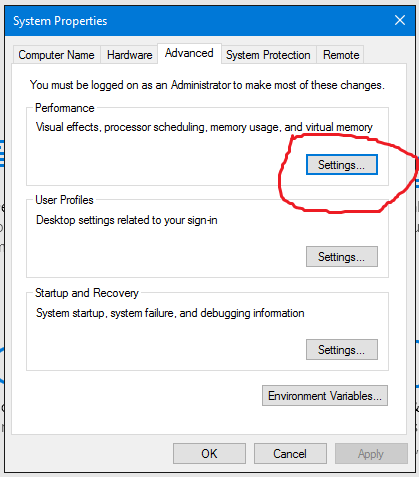 System Properties
Computer Name Hardware Advanced System Protection Remote
You must be logged on as an Administrator to make most of these changes.
Performance
Visual effects, processor scheduling, memory usage, and virtual memory
Settings...
User Profiles
Desktop settings related to your sign-in
Settings...
Startup and Recovery
System startup, system failure, and debugging information
Settings...
Environment Variables...
OK Cancel Apply